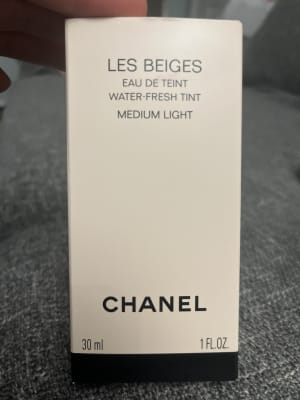 LES BEIGES
EAU DE TEINT
WATER-FRESH TINT
MEDIUM LIGHT
CHANEL
30 ml 1 FL.OZ.